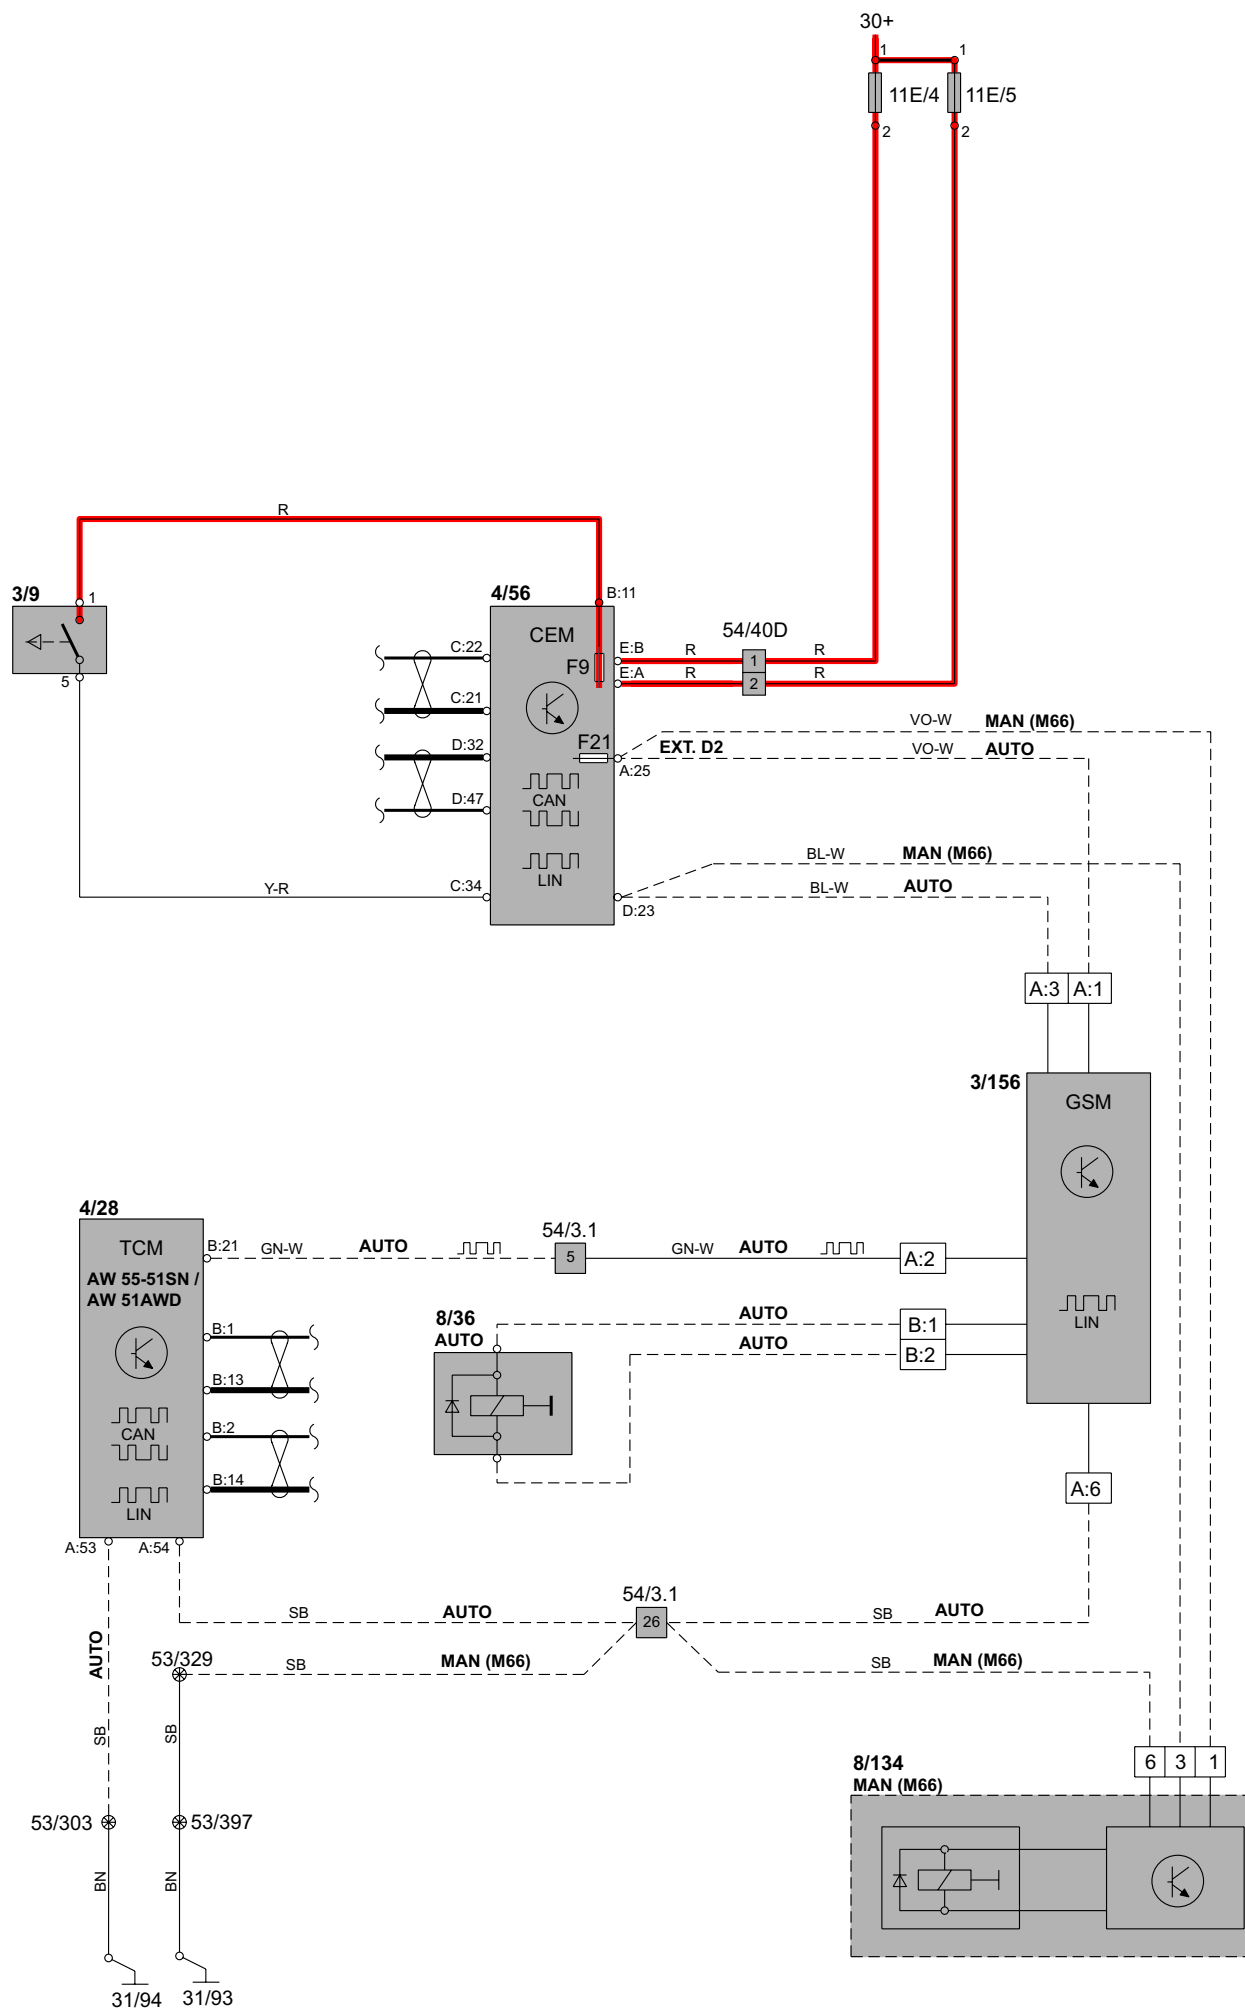 30+
1
1
11E/4
11E/5
2
2
R
3/9
1
4/56
B:11
CEM
54/40D
C:22
E:B
R
1
R
F9
5
E:A
R
2
R
C:21
VO-W
MAN (M66)
D:32
F21
EXT. D2
VO-W
AUTO
A:25
D:47
CAN
BL-W
MAN (M66)
LIN
Y-R
C:34
BL-W
AUTO
D:23
A:3
A:1
3/156
GSM
4/28
TCM
B:21
GN-W
AUTO
54/3.1
5
GN-W
AUTO
A:2
AW 55-51SN /
AW 51AWD
LIN
B:1
8/36
AUTO
AUTO
B:1
AUTO
B:2
B:13
CAN
B:2
B:14
LIN
A:6
A:53
A:54
54/3.1
SB
AUTO
26
SB
AUTO
AUTO
53/329
SB
MAN (M66)
SB
MAN (M66)
SB
SB
8/134
MAN (M66)
6
3
1
53/303
53/397
BN
BN
31/94
31/93